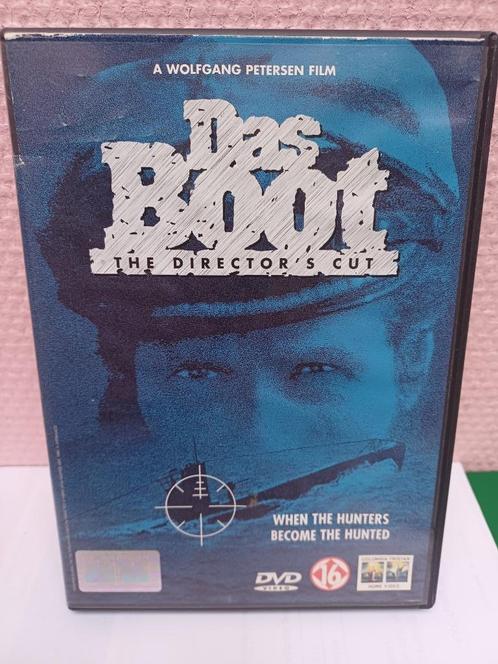 A WOLFGANG PETERSEN FILM
Das
Boot
THE DIRECTOR'S CUT
WHEN THE HUNTERS
BECOME THE HUNTED
DVD
VIDEO
16
COLUMBIA TRISTAR
HOME VIDEO